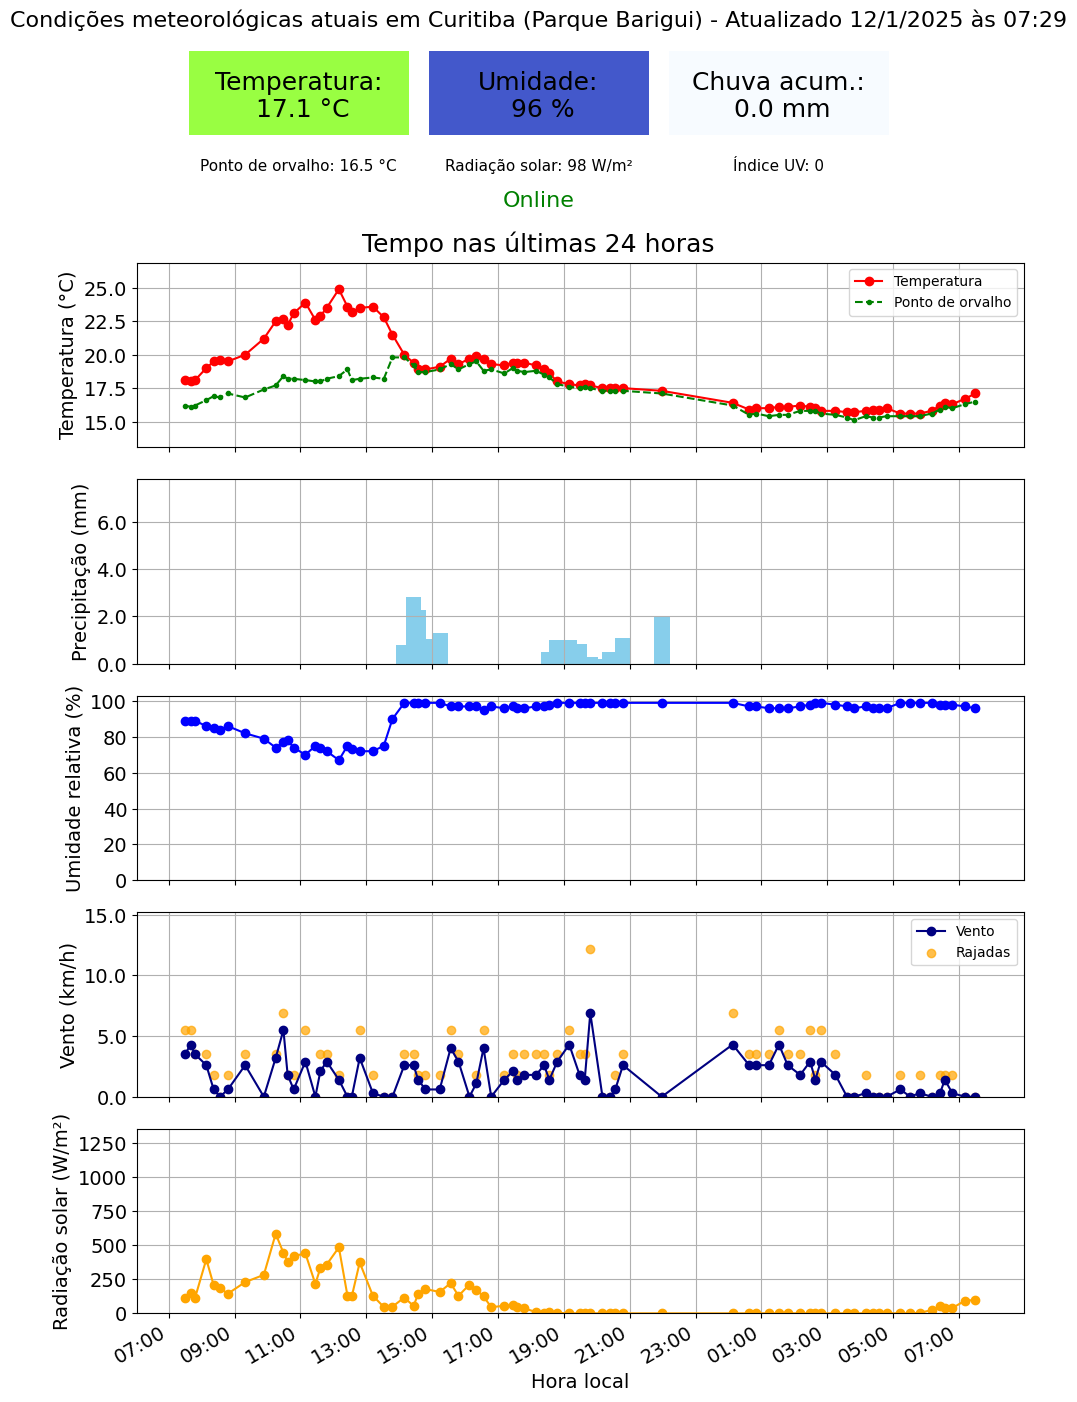 Condições meteorológicas atuais em Curitiba (Parque Barigui) - Atualizado 12/1/2025 às 07:29
Temperatura:
17.1 °C
Umidade:
96 %
Chuva acum.:
0.0 mm
Ponto de orvalho: 16.5 °C
Radiação solar: 98 W/m²
Índice UV: 0
Online
Tempo nas últimas 24 horas
Temperatura (°C)
25.0
22.5
20.0
17.5
15.0
Temperatura
Ponto de orvalho
Precipitação (mm)
6.0
4.0
2.0
0.0
Umidade relativa (%)
100
80
60
40
20
0
Vento (km/h)
15.0
10.0
5.0
0.0
Vento
Rajadas
Radiação solar (W/m²)
1250
1000
750
500
250
0
07:00
09:00
11:00
13:00
15:00
17:00
19:00
21:00
23:00
01:00
03:00
05:00
07:00
Hora local